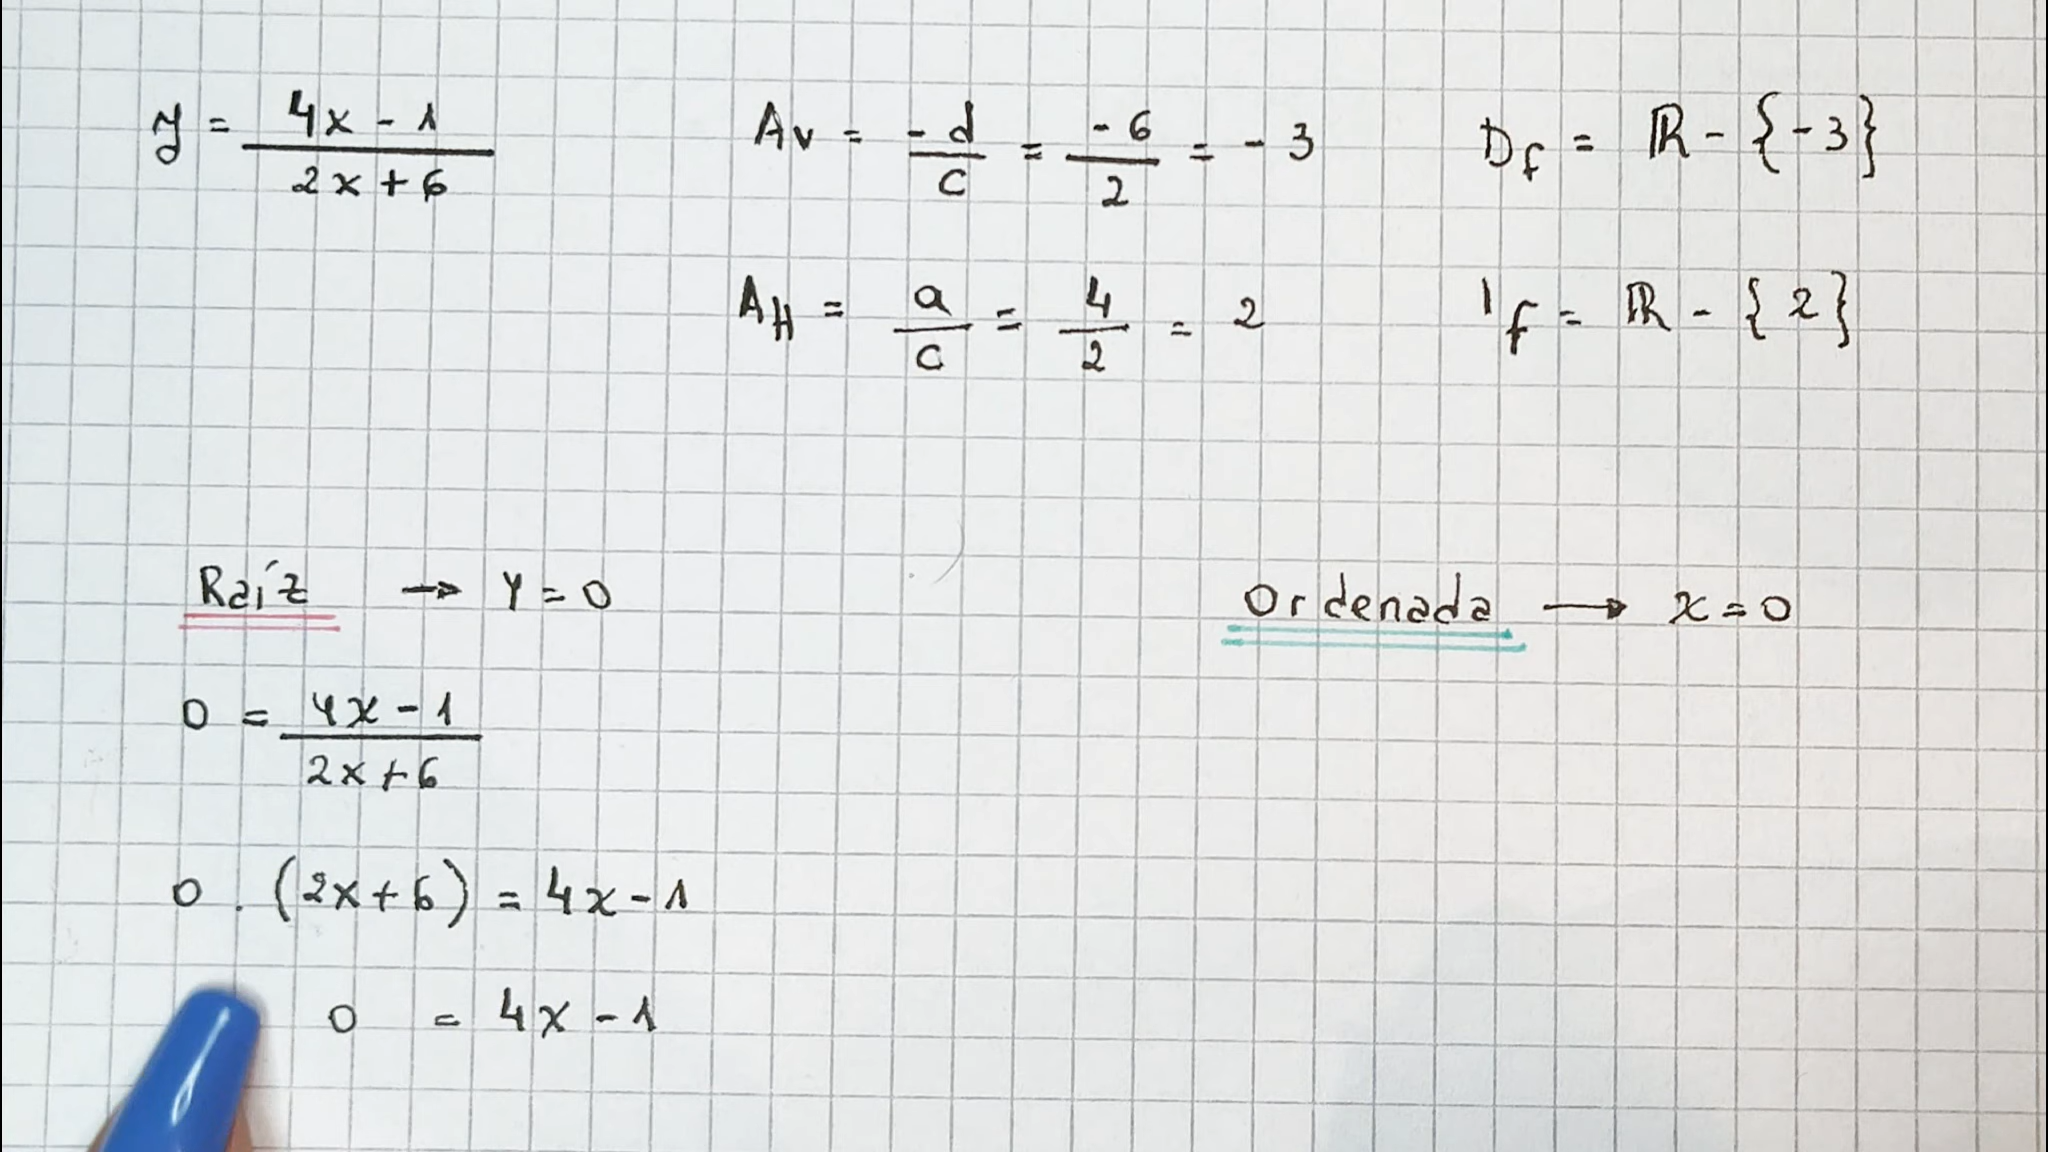 y = (4x - 1)/(2x + 6)
Av = -d/c = -6/2 = -3
Df = ℝ - {-3}
AH = a/c = 4/2 = 2
If = ℝ - {2}
Raíz → Y = 0
Ordenada → x = 0
0 = (4x - 1)/(2x + 6)
0 . (2x + 6) = 4x - 1
0 = 4x - 1